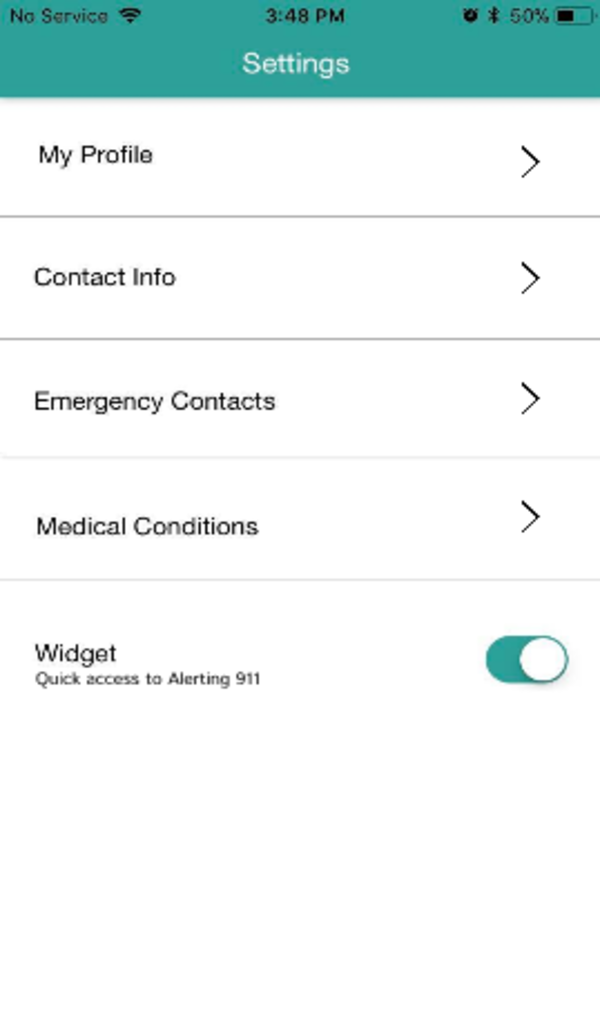 No Service 3:48 PM 50%
Settings
My Profile
Contact Info
Emergency Contacts
Medical Conditions
Widget
Quick access to Alerting 911